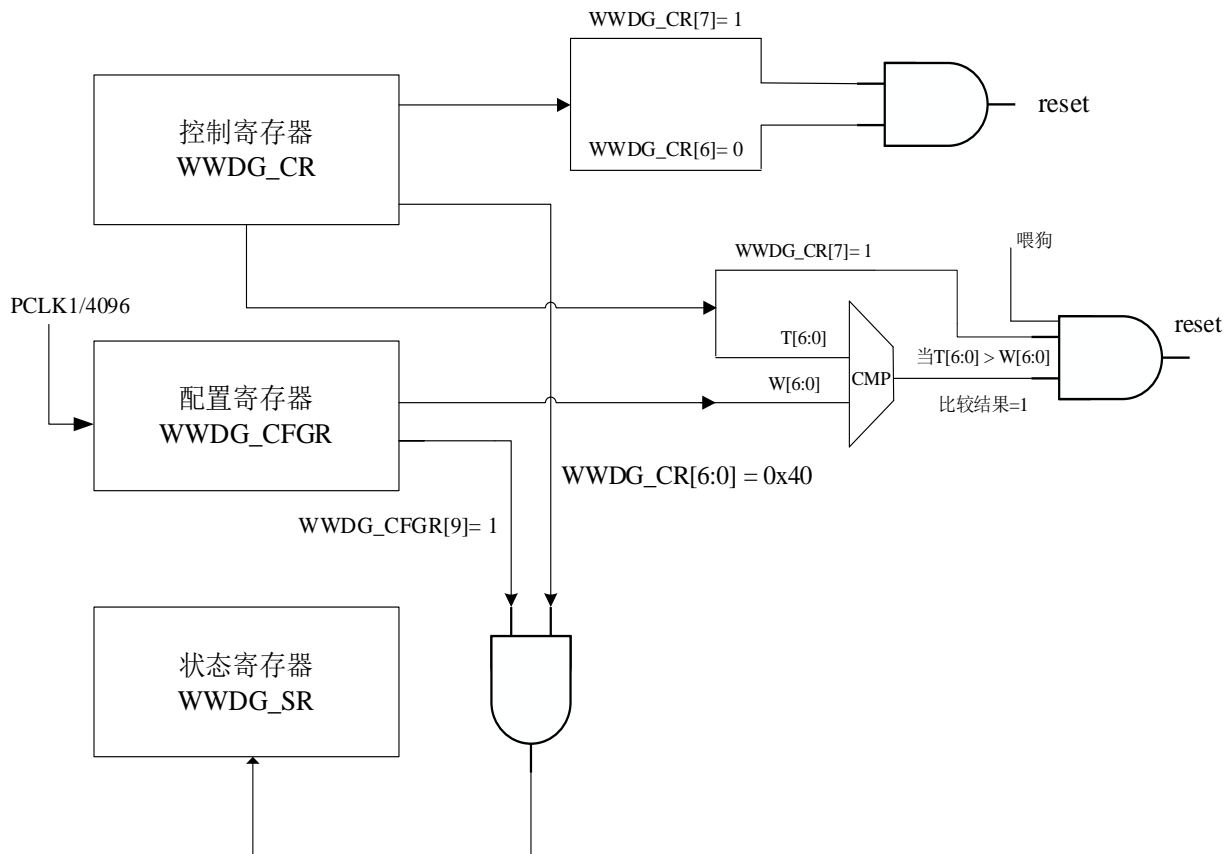 WWDG_CR[7]= 1
控制寄存器
WWDG_CR
reset
WWDG_CR[6]= 0
喂狗
WWDG_CR[7]= 1
PCLK1/4096
reset
T[6:0]
当T[6:0] > W[6:0]
CMP
W[6:0]
配置寄存器
WWDG_CFGR
比较结果=1
WWDG_CR[6:0] = 0x40
WWDG_CFGR[9]= 1
状态寄存器
WWDG_SR